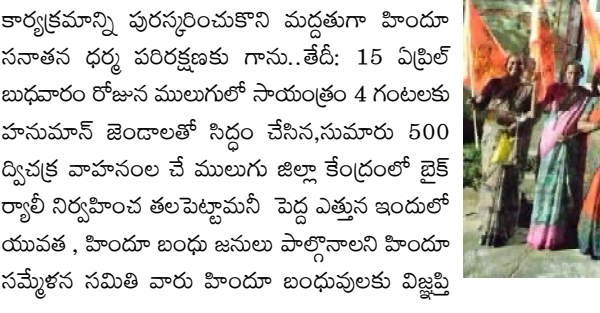 కార్యక్రమాన్ని పురస్కరించుకొని మద్దతుగా హిందూ
సనాతన ధర్మ పరిరక్షణకు గాను..తేదీ: 15 ఏప్రిల్
బుధవారం రోజున ములుగులో సాయంత్రం 4 గంటలకు
హనుమాన్ జెండాలతో సిద్ధం చేసిన,సుమారు 500
ద్విచక్ర వాహనంల చే ములుగు జిల్లా కేంద్రంలో బైక్
ర్యాలీ నిర్వహించ తలపెట్టామనీ పెద్ద ఎత్తున ఇందులో
యువత , హిందూ బంధు జనులు పాల్గొనాలని హిందూ
సమ్మేళన సమితి వారు హిందూ బంధువులకు విజ్ఞప్తి